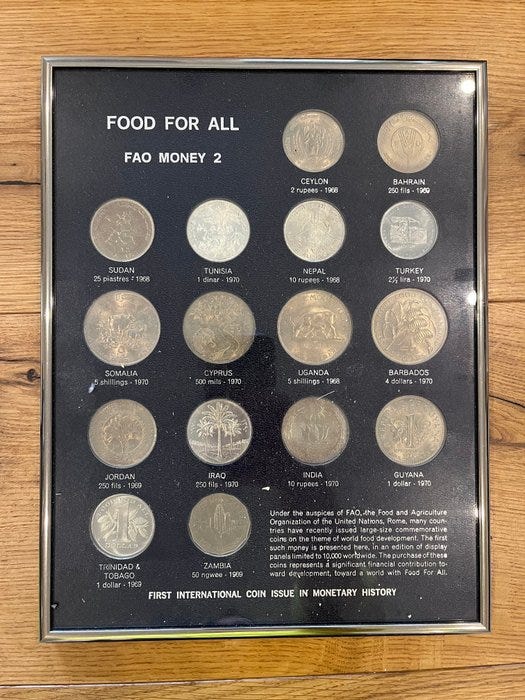 FOOD FOR ALL
FAO MONEY 2
CEYLON
2 rupees - 1968
BAHRAIN
250 fils - 1969
SUDAN
25 piastres - 1968
TUNISIA
1 dinar - 1970
NEPAL
10 rupees - 1968
TURKEY
2½ lira - 1970
SOMALIA
5 shillings - 1970
CYPRUS
500 mils - 1970
UGANDA
5 shillings - 1968
BARBADOS
4 dollars - 1970
JORDAN
250 fils - 1969
IRAQ
250 fils - 1970
INDIA
10 rupees - 1970
GUYANA
1 dollar - 1970
TRINIDAD &
TOBAGO
1 dollar - 1969
ZAMBIA
50 ngwee - 1969
Under the auspices of FAO, the Food and Agriculture
Organization of the United Nations, Rome, many coun-
tries have recently issued large-size commemorative
coins on the theme of world food development. The first
such money is presented here, in an edition of display
panels limited to 10,000 worldwide. The purchase of these
coins represents a significant financial contribution to-
ward development, toward a world with Food For All.
FIRST INTERNATIONAL COIN ISSUE IN MONETARY HISTORY